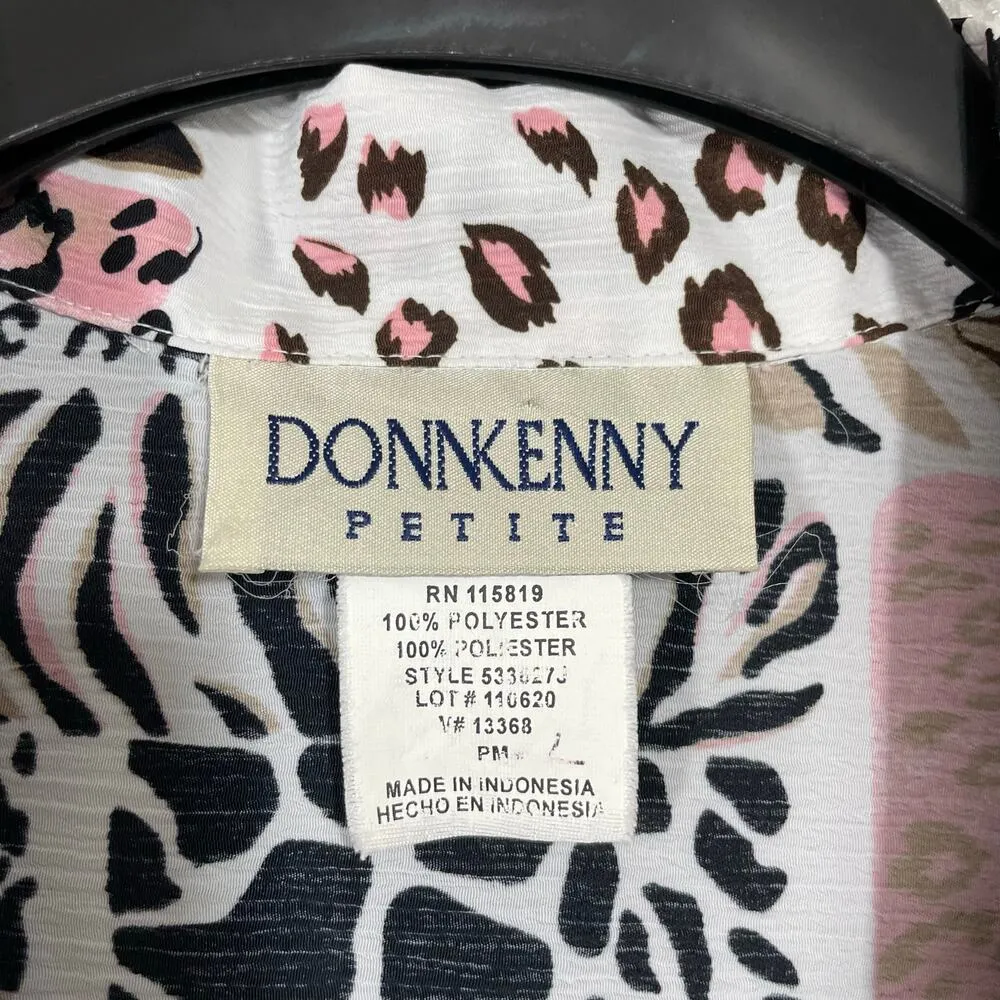 DONNKENNY
PETITE
RN 115819
100% POLYESTER
100% POLIESTER
STYLE
LOT # 110620
V# 13368
PM
MADE IN INDONESIA
HECHO EN INDONESIA